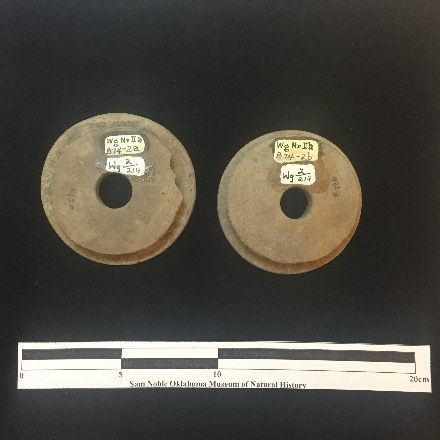 Wg Nr II a
B74-2a
Wg 2/214
Wg Nr II b
B74-2b
Wg 2/214
0 5 10 20cm
Sam Noble Oklahoma Museum of Natural History